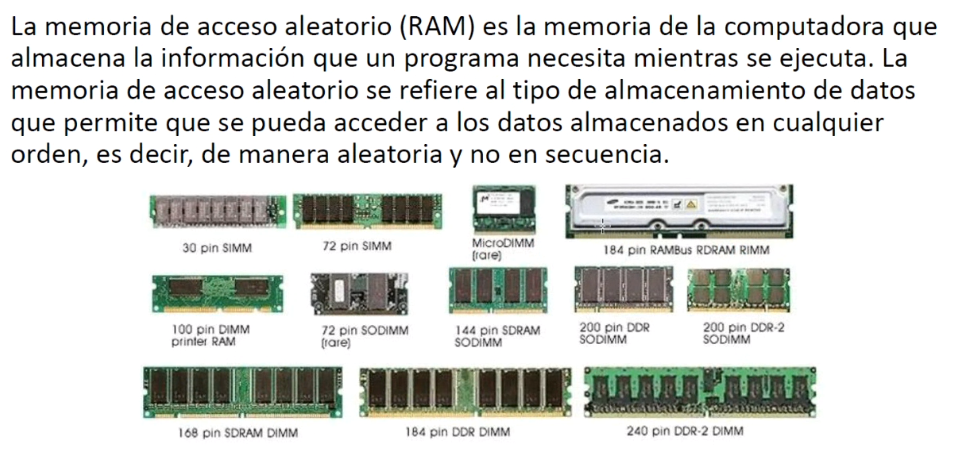 La memoria de acceso aleatorio (RAM) es la memoria de la computadora que
almacena la información que un programa necesita mientras se ejecuta. La
memoria de acceso aleatorio se refiere al tipo de almacenamiento de datos
que permite que se pueda acceder a los datos almacenados en cualquier
orden, es decir, de manera aleatoria y no en secuencia.
30 pin SIMM
72 pin SIMM
MicroDIMM
(rare)
184 pin RAMBus RDRAM RIMM
100 pin DIMM
printer RAM
72 pin SODIMM
(rare)
144 pin SDRAM
SODIMM
200 pin DDR
SODIMM
200 pin DDR-2
SODIMM
168 pin SDRAM DIMM
184 pin DDR DIMM
240 pin DDR-2 DIMM